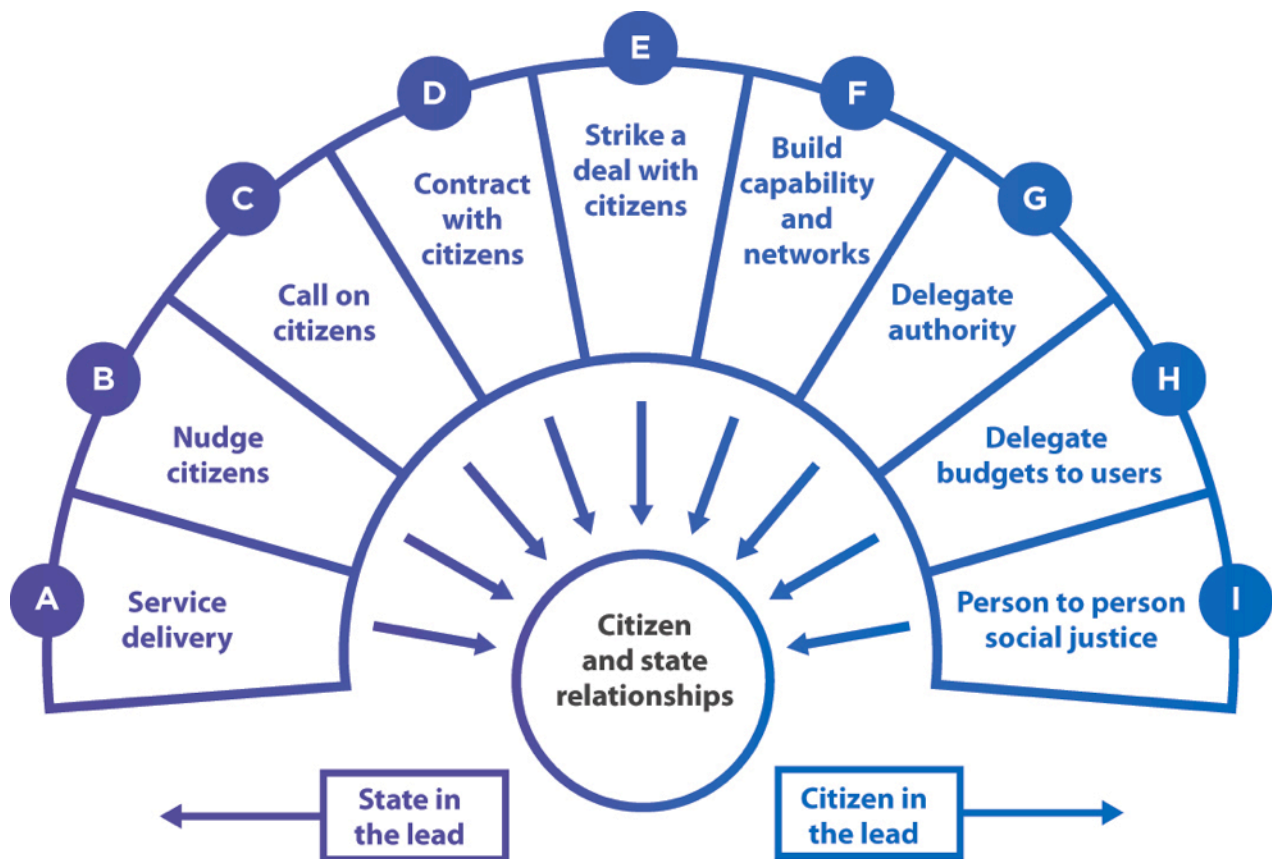 A
Service
delivery
B
Nudge
citizens
C
Call on
citizens
D
Contract
with
citizens
E
Strike a
deal with
citizens
F
Build
capability
and
networks
G
Delegate
authority
H
Delegate
budgets to users
I
Person to person
social justice
Citizen
and state
relationships
State in
the lead
Citizen in
the lead